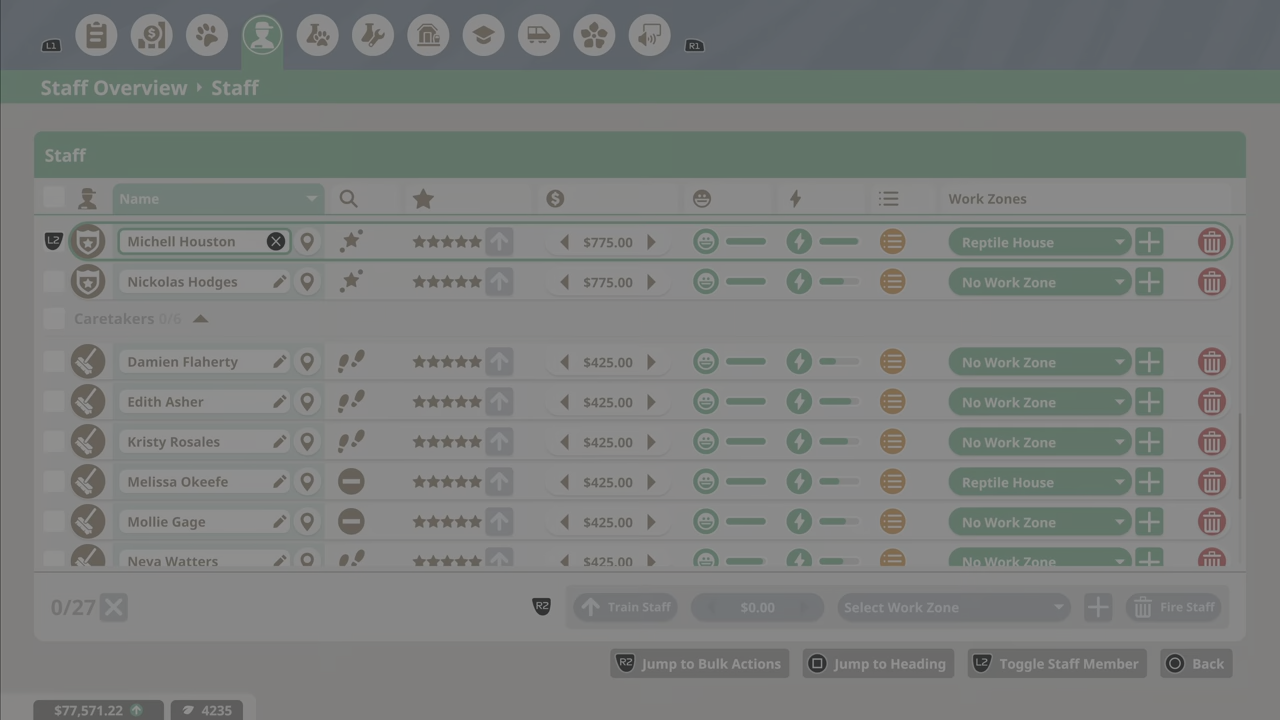 L1
R1
Staff Overview ‣ Staff
Staff
Name
Work Zones
L2
Michell Houston
$775.00
Reptile House
Nickolas Hodges
$775.00
No Work Zone
Caretakers 0/6
Damien Flaherty
$425.00
No Work Zone
Edith Asher
$425.00
No Work Zone
Kristy Rosales
$425.00
No Work Zone
Melissa Okeefe
$425.00
Reptile House
Mollie Gage
$425.00
No Work Zone
Neva Watters
$425.00
No Work Zone
0/27
R2
Train Staff
$0.00
Select Work Zone
Fire Staff
R2 Jump to Bulk Actions
Jump to Heading
L2 Toggle Staff Member
Back
$77,571.22
4235